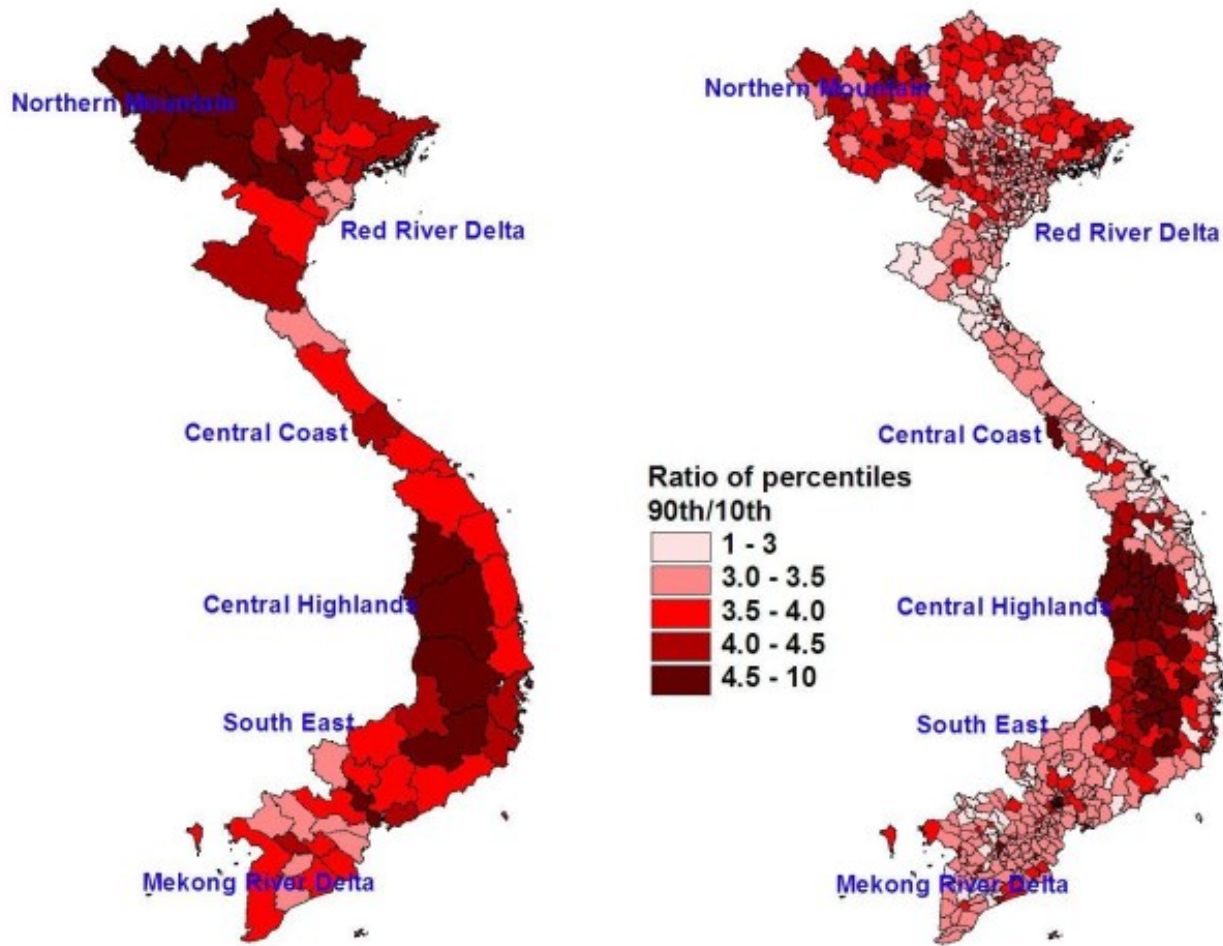 Northern Mountain
Red River Delta
Central Coast
Central Highlands
South East
Mekong River Delta
Ratio of percentiles
90th/10th
1 - 3
3.0 - 3.5
3.5 - 4.0
4.0 - 4.5
4.5 - 10
Northern Mountain
Red River Delta
Central Coast
Central Highlands
South East
Mekong River Delta